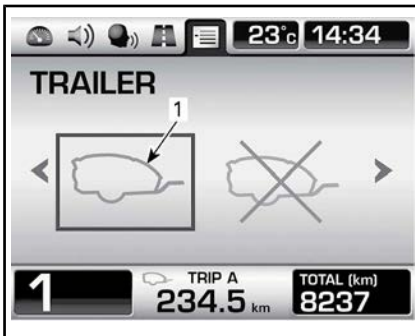 23°c 14:34
TRAILER
1
1
TRIP A
234.5 km
TOTAL (km)
8237